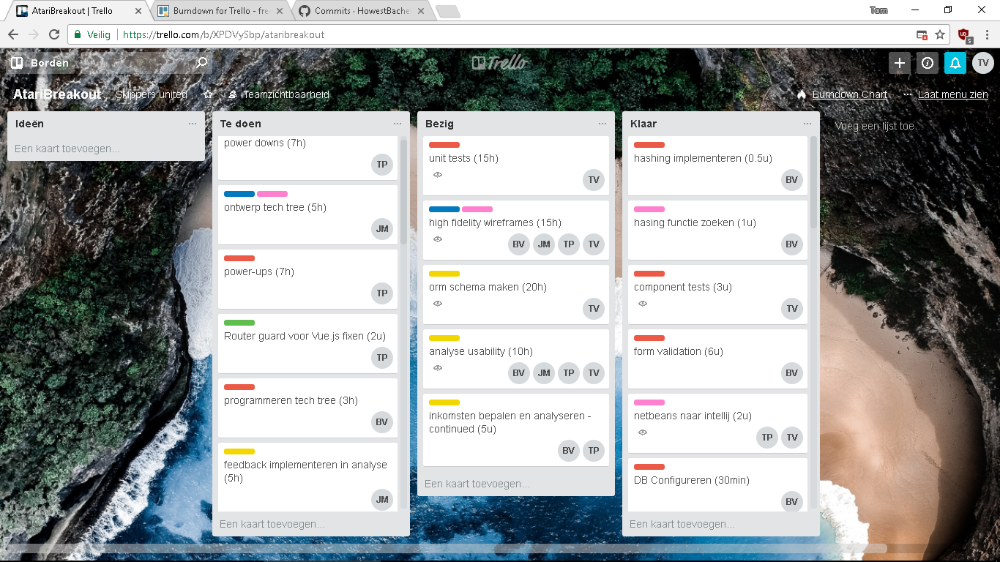 AtariBreakout | Trello
Burndown for Trello - free
Commits · HowestBachel
Tom
Veilig
https://trello.com/b/XPDVySbp/ataribreakout
5
Borden
Trello
TV
AtariBreakout
Skippers united
Teamzichtbaarheid
Burndown Chart
Laat menu zien
Ideën
Een kaart toevoegen...
Te doen
power downs (7h)
TP
ontwerp tech tree (5h)
JM
power-ups (7h)
TP
Router guard voor Vue.js fixen (2u)
TP
programmeren tech tree (3h)
BV
feedback implementeren in analyse
(5h)
JM
Een kaart toevoegen...
Bezig
unit tests (15h)
TV
high fidelity wireframes (15h)
BV JM TP TV
orm schema maken (20h)
TV
analyse usability (10h)
BV JM TP TV
inkomsten bepalen en analyseren -
continued (5u)
BV TP
Een kaart toevoegen...
Klaar
hashing implementeren (0.5u)
BV
hasing functie zoeken (1u)
BV
component tests (3u)
TV
form validation (6u)
BV
netbeans naar intellij (2u)
TP TV
DB Configureren (30min)
BV
Een kaart toevoegen...
Voeg een lijst toe...